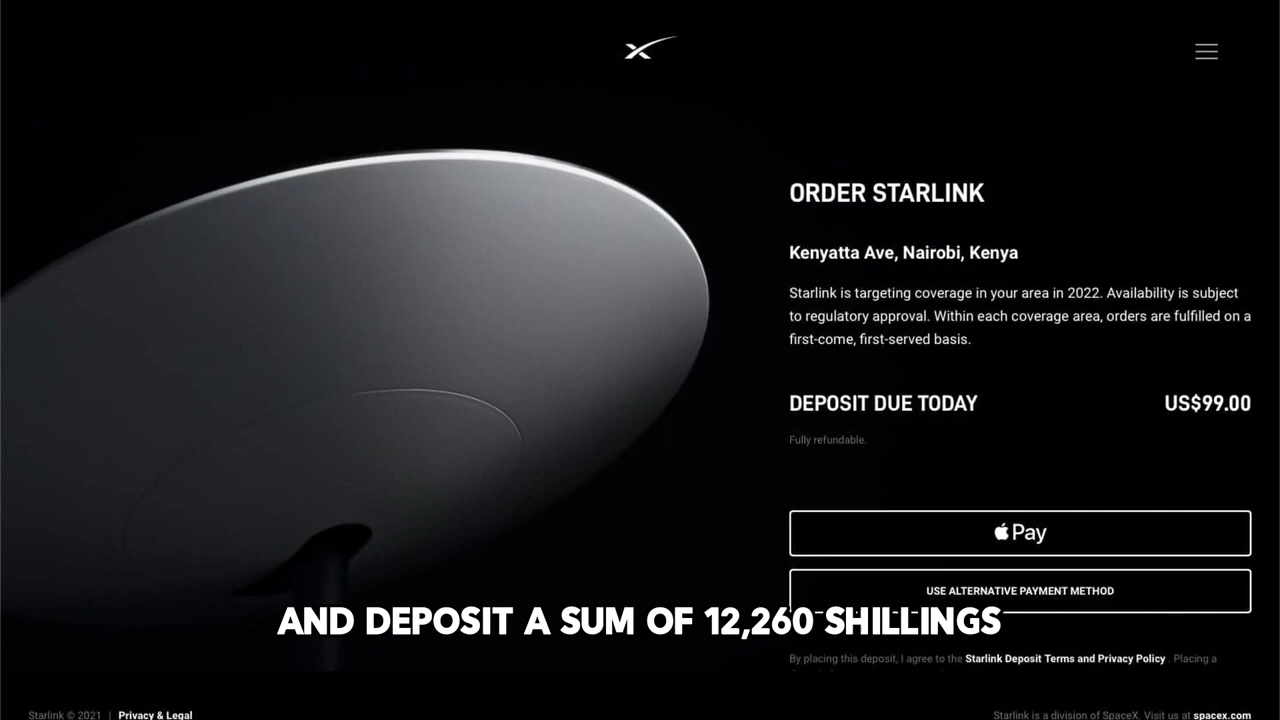 ORDER STARLINK
Kenyatta Ave, Nairobi, Kenya
Starlink is targeting coverage in your area in 2022. Availability is subject
to regulatory approval. Within each coverage area, orders are fulfilled on a
first-come, first-served basis.
DEPOSIT DUE TODAY US$99.00
Fully refundable.
Pay
USE ALTERNATIVE PAYMENT METHOD
AND DEPOSIT A SUM OF 12,260 SHILLINGS
By placing this deposit, I agree to the Starlink Deposit Terms and Privacy Policy . Placing a
Starlink © 2021 | Privacy & Legal
Starlink is a division of SpaceX. Visit us at spacex.com